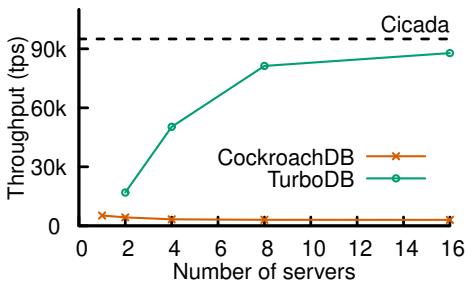 Cicada
Throughput (tps)
90k
60k
30k
0
CockroachDB
TurboDB
0 2 4 6 8 10 12 14 16
Number of servers